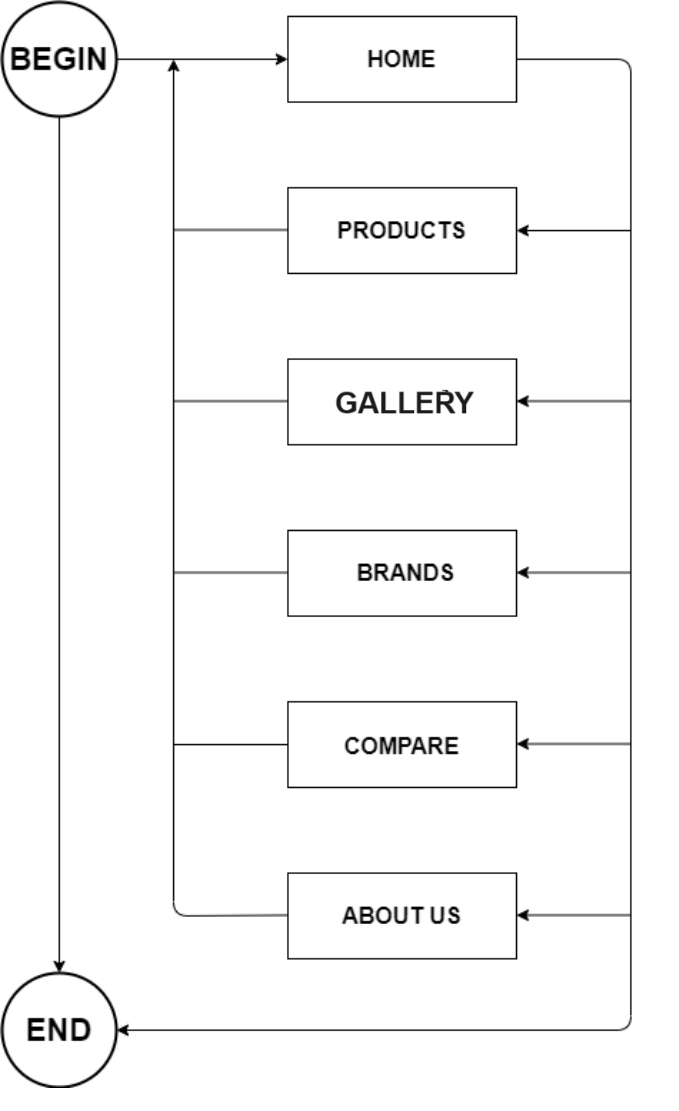 BEGIN
HOME
PRODUCTS
GALLERY
BRANDS
COMPARE
ABOUT US
END